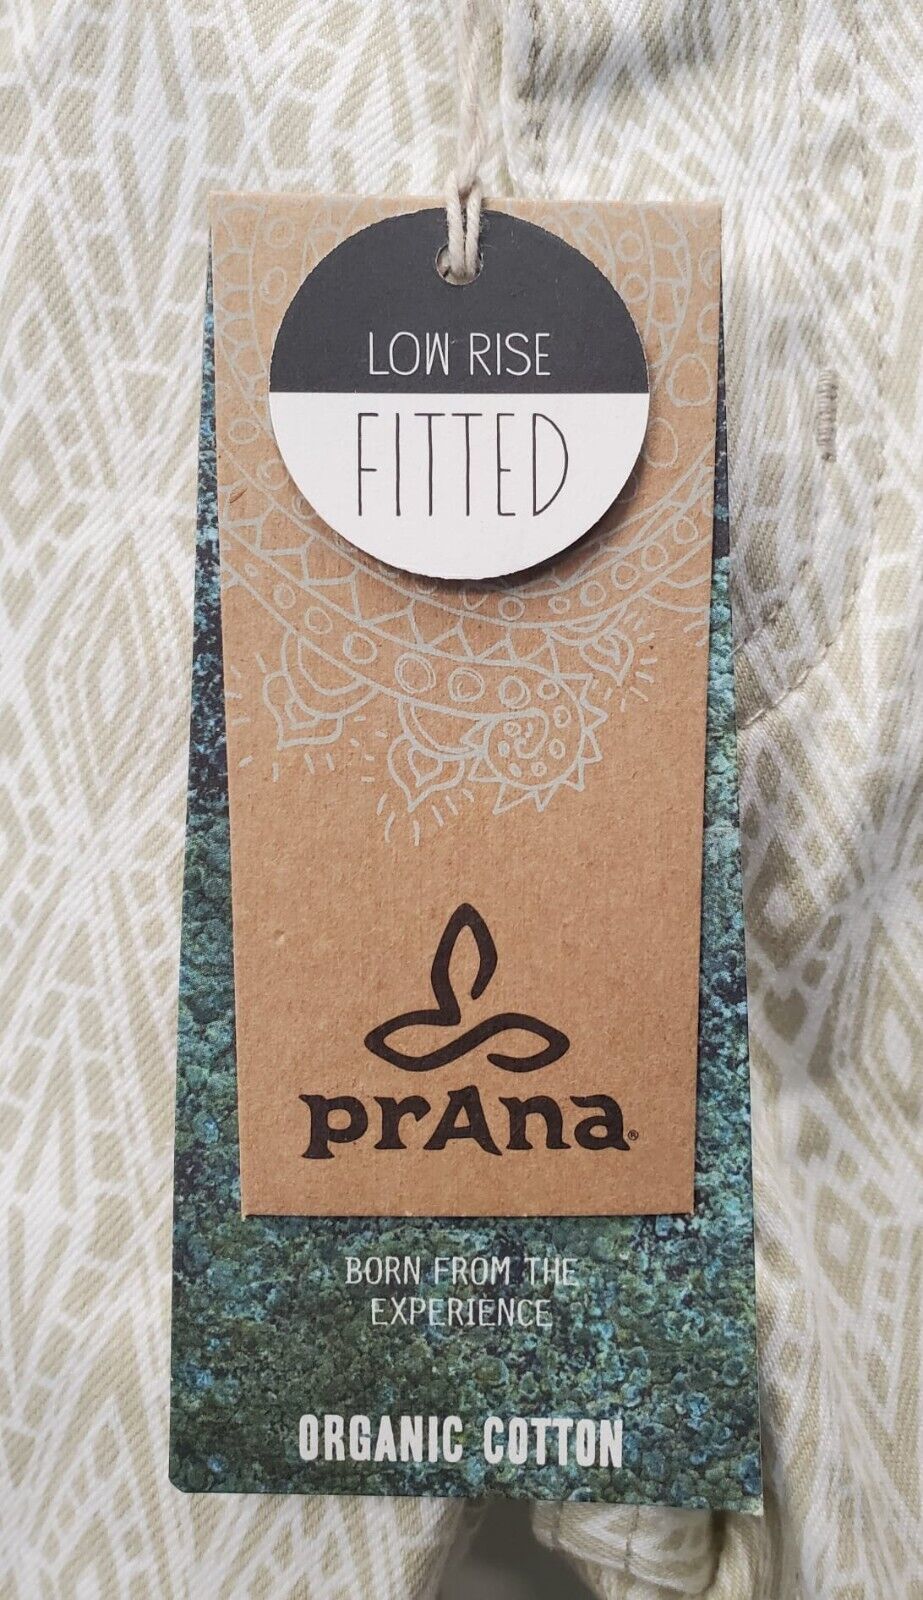 LOW RISE
FITTED
prAna®
BORN FROM THE
EXPERIENCE
ORGANIC COTTON